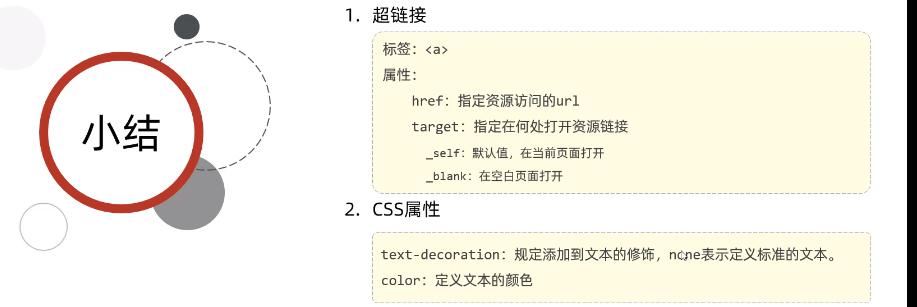 小结
1. 超链接
标签：<a>
属性：
href：指定资源访问的url
target：指定在何处打开资源链接
_self：默认值，在当前页面打开
_blank：在空白页面打开
2. CSS属性
text-decoration：规定添加到文本的修饰，none表示定义标准的文本。
color：定义文本的颜色